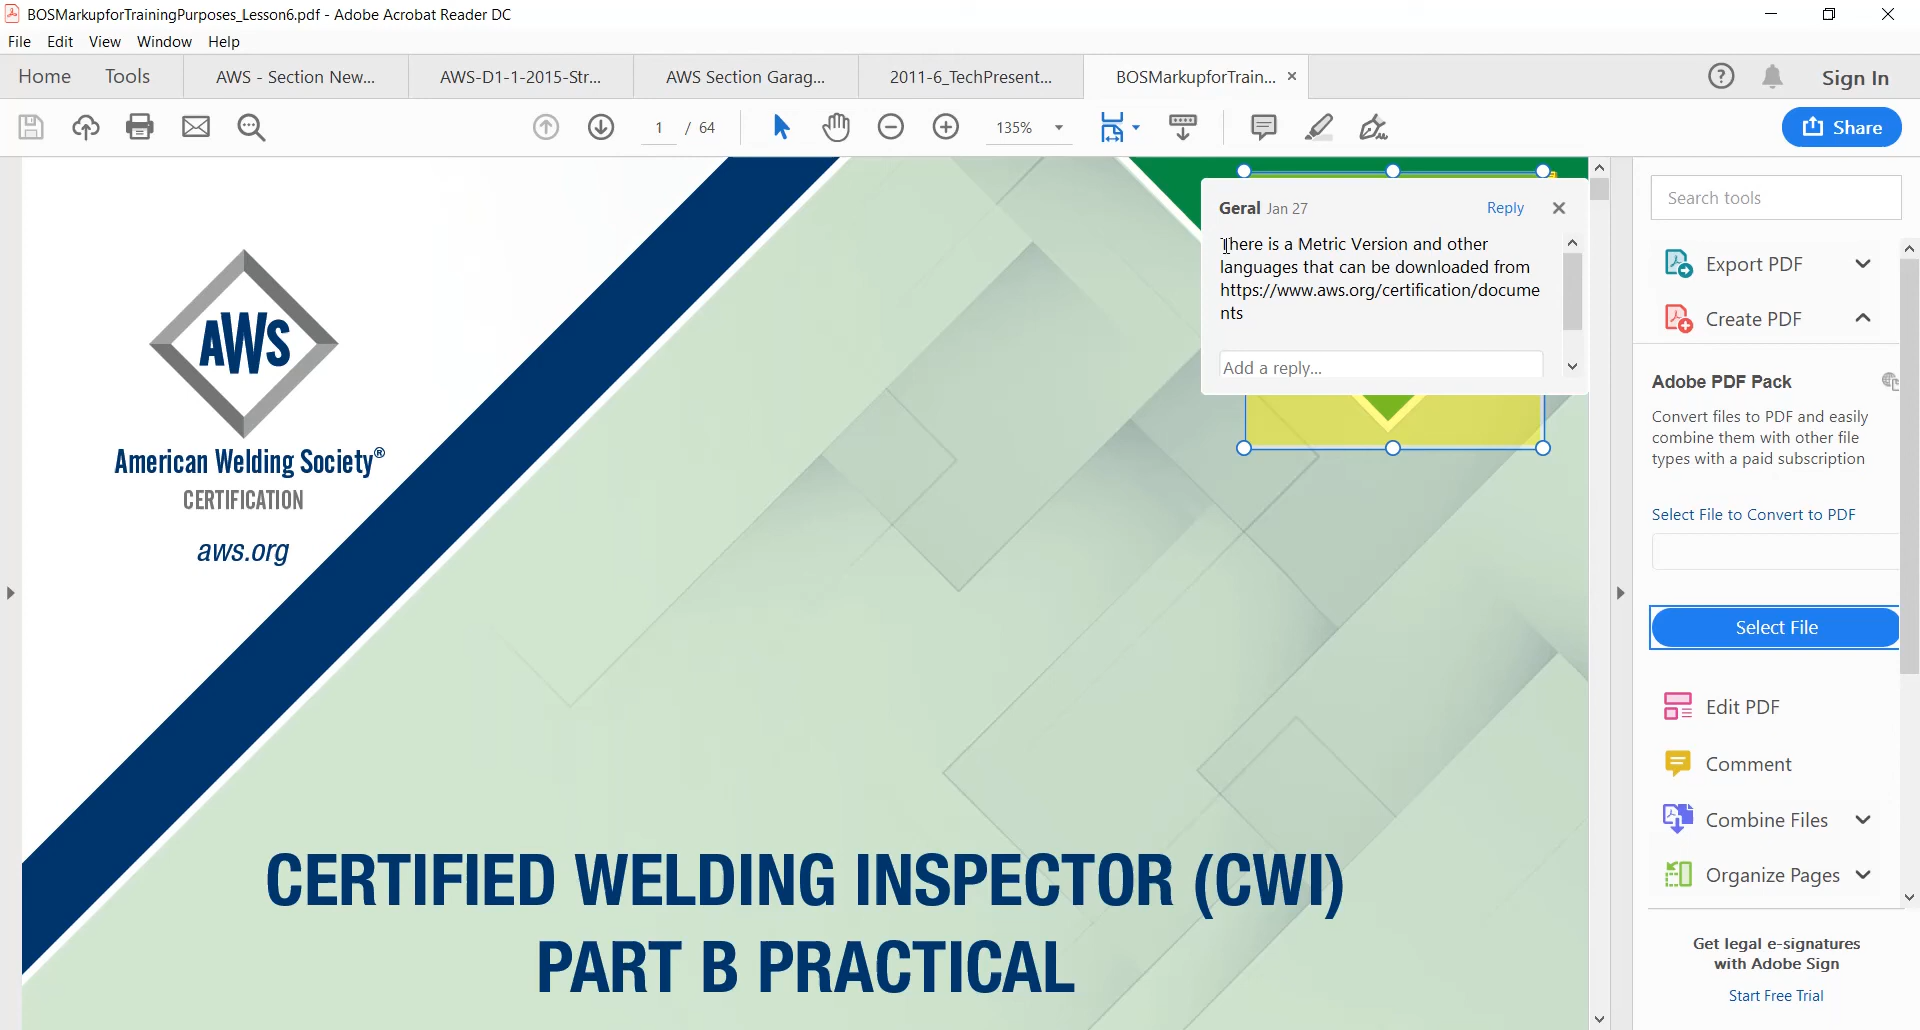 BOSMarkupforTrainingPurposes_Lesson6.pdf - Adobe Acrobat Reader DC
File Edit View Window Help
Home Tools AWS - Section New... AWS-D1-1-2015-Str... AWS Section Garag... 2011-6_TechPresent... BOSMarkupforTrain... Sign In
1 / 64 135% Share
AWS
American Welding Society®
CERTIFICATION
aws.org
Geral Jan 27 Reply
There is a Metric Version and other
languages that can be downloaded from
https://www.aws.org/certification/docume
nts
Add a reply...
CERTIFIED WELDING INSPECTOR (CWI)
PART B PRACTICAL
Search tools
Export PDF
Create PDF
Adobe PDF Pack
Convert files to PDF and easily
combine them with other file
types with a paid subscription
Select File to Convert to PDF
Select File
Edit PDF
Comment
Combine Files
Organize Pages
Get legal e-signatures
with Adobe Sign
Start Free Trial